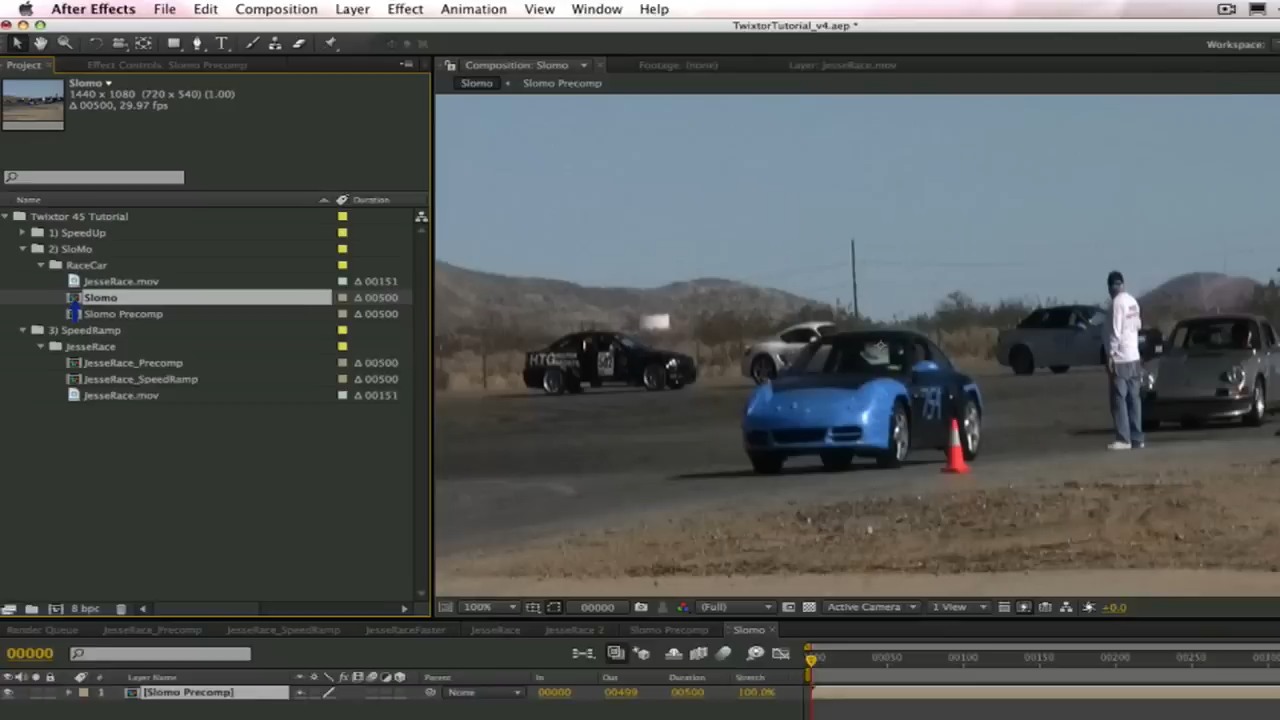 After Effects File Edit Composition Layer Effect Animation View Window Help
TwixtorTutorial_v4.aep *
Workspace:
Project Effect Controls: Slomo Precomp
Composition: Slomo Footage: (none) Layer: JesseRace.mov
Slomo Slomo Precomp
Slomo
1440 x 1080 (720 x 540) (1.00)
Δ 00500, 29.97 fps
Name Duration
Twixtor 45 Tutorial
1) SpeedUp
2) SloMo
RaceCar
JesseRace.mov Δ 00151
Slomo Δ 00500
Slomo Precomp Δ 00500
3) SpeedRamp
JesseRace
JesseRace_Precomp Δ 00500
JesseRace_SpeedRamp Δ 00500
JesseRace.mov Δ 00151
HTG
8 bpc
100% 00000 (Full) Active Camera 1 View +0.0
Render Queue JesseRace_Precomp JesseRace_SpeedRamp JesseRaceFaster JesseRace JesseRace 2 Slomo Precomp Slomo
00000
00050 00100 00150 00200 00250
# Layer Name Parent In Out Duration Stretch
1 [Slomo Precomp] None 00000 00499 00500 100.0%